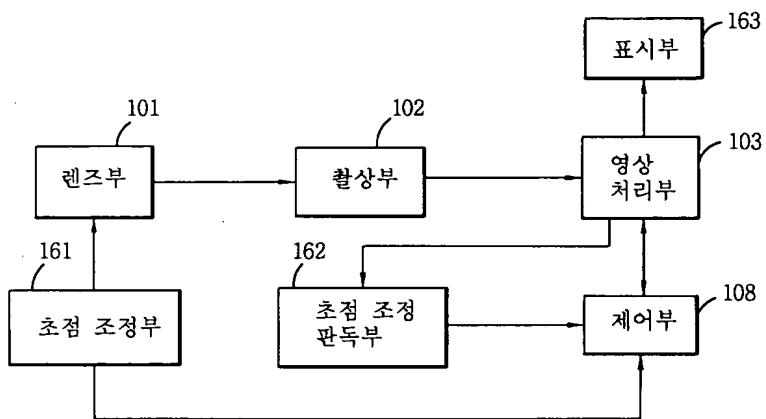 163
표시부
101
렌즈부
102
촬상부
103
영상
처리부
161
초점 조정부
162
초점 조정
판독부
108
제어부